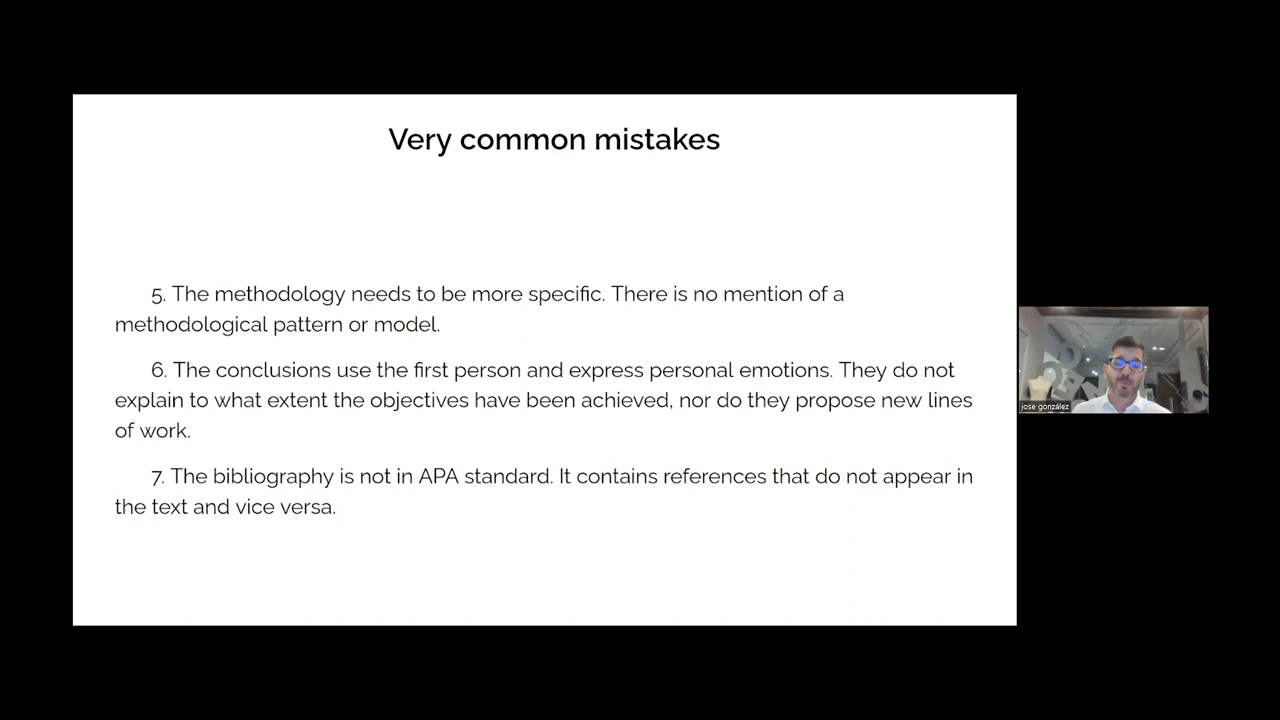 Very common mistakes
5. The methodology needs to be more specific. There is no mention of a
methodological pattern or model.
6. The conclusions use the first person and express personal emotions. They do not
explain to what extent the objectives have been achieved, nor do they propose new lines
of work.
7. The bibliography is not in APA standard. It contains references that do not appear in
the text and vice versa.
jose gonzález